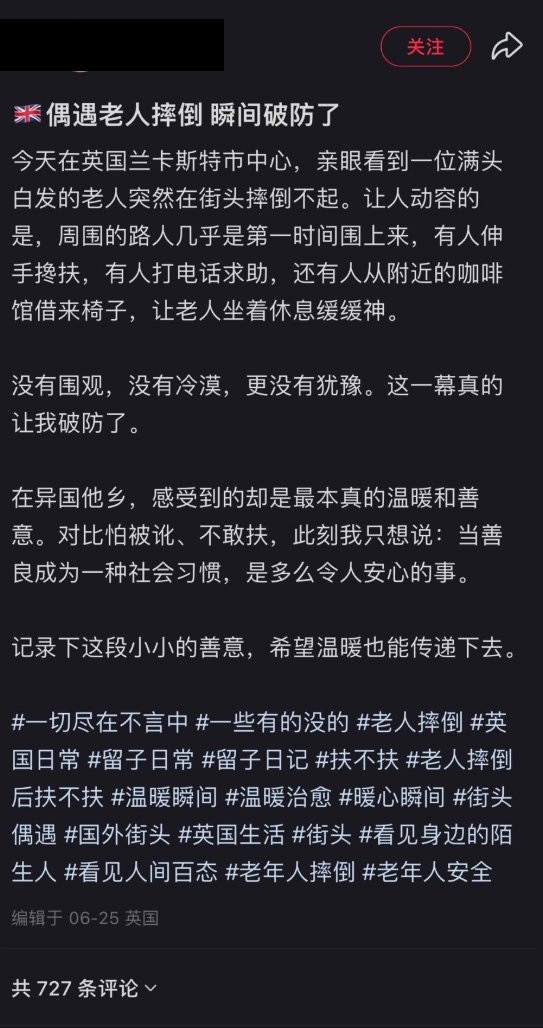 关注
🇬🇧偶遇老人摔倒 瞬间破防了
今天在英国兰卡斯特市中心，亲眼看到一位满头
白发的老人突然在街头摔倒不起。让人动容的
是，周围的路人几乎是第一时间围上来，有人伸
手搀扶，有人打电话求助，还有人从附近的咖啡
馆借来椅子，让老人坐着休息缓缓神。
没有围观，没有冷漠，更没有犹豫。这一幕真的
让我破防了。
在异国他乡，感受到的却是最本真的温暖和善
意。对比怕被讹、不敢扶，此刻我只想说：当善
良成为一种社会习惯，是多么令人安心的事。
记录下这段小小的善意，希望温暖也能传递下去。
#一切尽在不言中 #一些有的没的 #老人摔倒 #英
国日常 #留子日常 #留子日记 #扶不扶 #老人摔倒
后扶不扶 #温暖瞬间 #温暖治愈 #暖心瞬间 #街头
偶遇 #国外街头 #英国生活 #街头 #看见身边的陌
生人 #看见人间百态 #老年人摔倒 #老年人安全
编辑于 06-25 英国
共 727 条评论